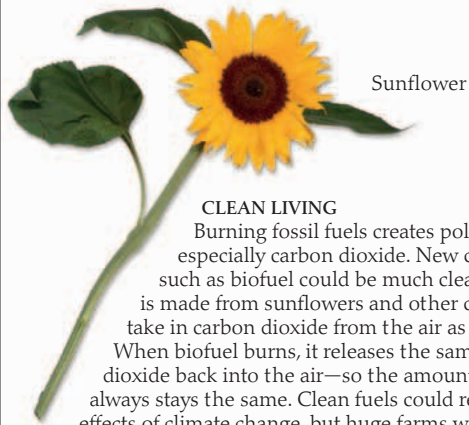 Sunflower
CLEAN LIVING
Burning fossil fuels creates
especially carbon dioxide. New
such as biofuel could be much
is made from sunflowers and other
take in carbon dioxide from the air as
When biofuel burns, it releases the
dioxide back into the air—so the
always stays the same. Clean fuels could
effects of climate change, but huge farms